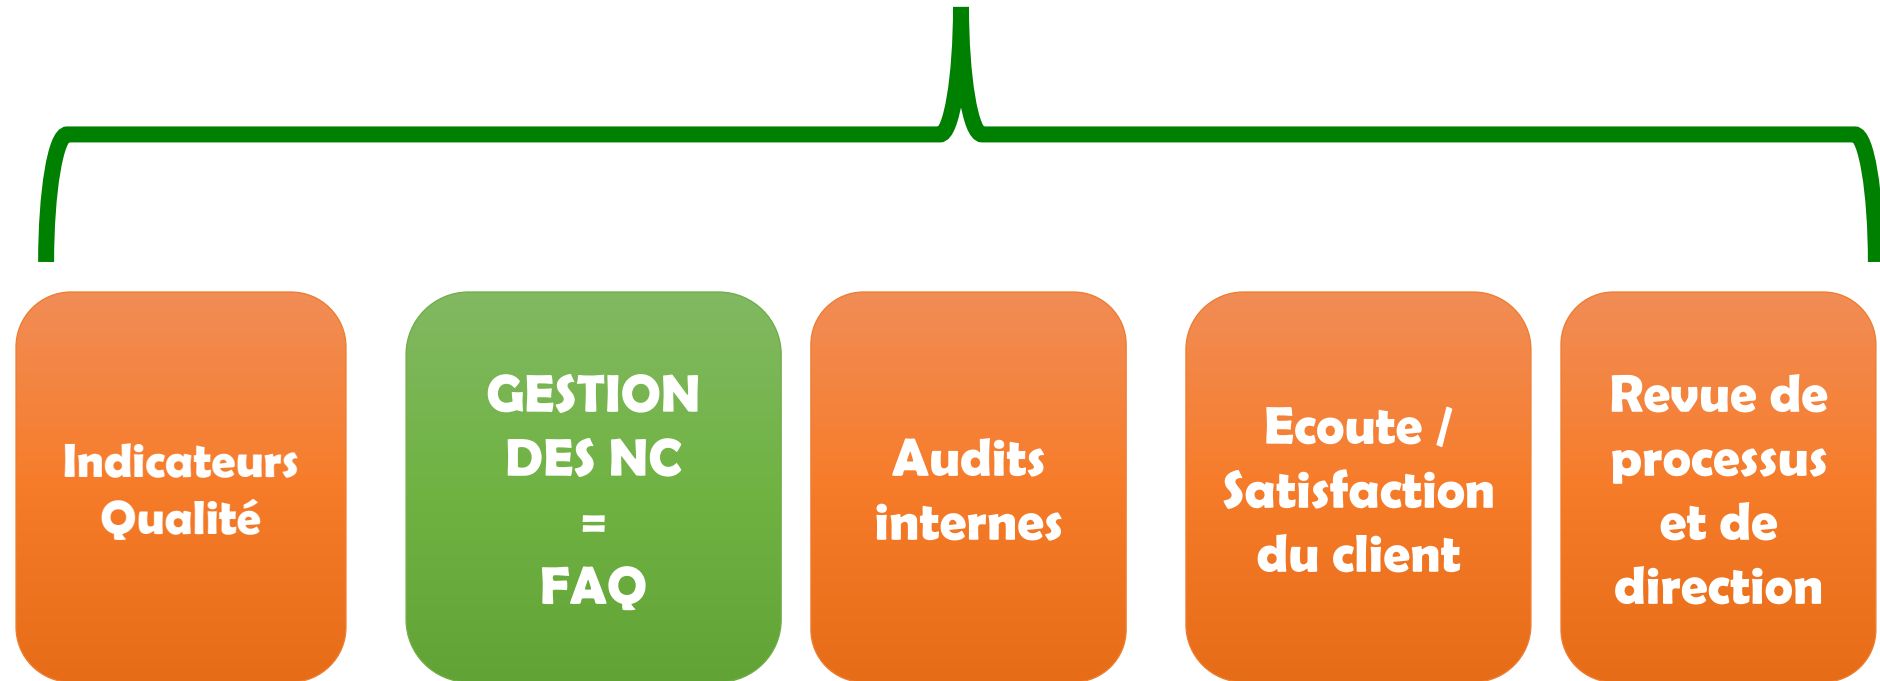 Indicateurs
Qualité
GESTION
DES NC
=
FAQ
Audits
internes
Ecoute /
Satisfaction
du client
Revue de
processus
et de
direction